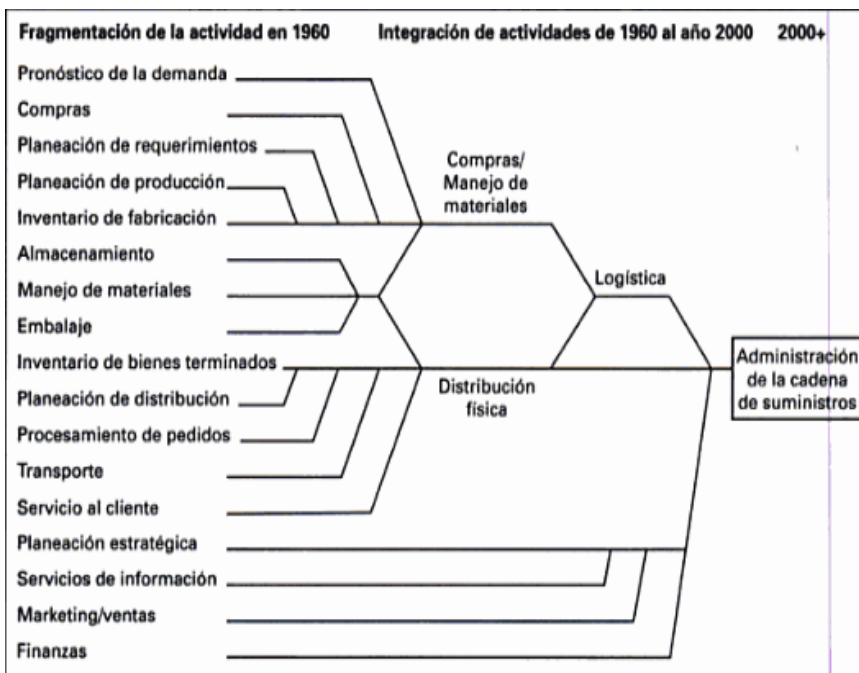 Fragmentación de la actividad en 1960 Integración de actividades de 1960 al año 2000 2000+
Pronóstico de la demanda
Compras
Planeación de requerimientos
Planeación de producción
Inventario de fabricación
Almacenamiento
Manejo de materiales
Embalaje
Inventario de bienes terminados
Planeación de distribución
Procesamiento de pedidos
Transporte
Servicio al cliente
Planeación estratégica
Servicios de información
Marketing/ventas
Finanzas
Compras/
Manejo de
materiales
Distribución
física
Logística
Administración
de la cadena
de suministros